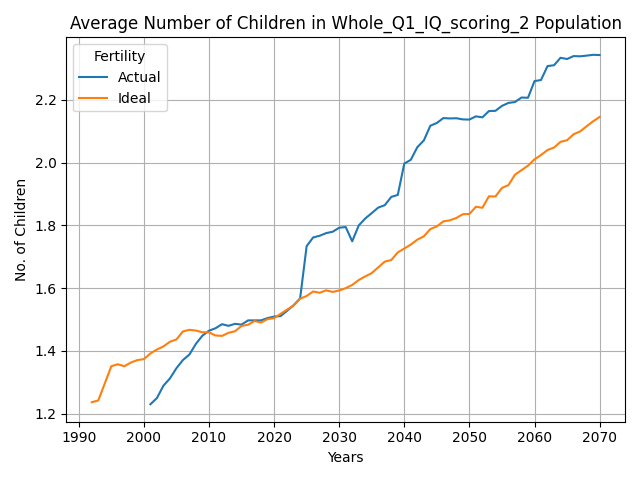 Average Number of Children in Whole_Q1_IQ_scoring_2 Population
Fertility
Actual
Ideal
No. of Children
2.2
2.0
1.8
1.6
1.4
1.2
1990 2000 2010 2020 2030 2040 2050 2060 2070
Years